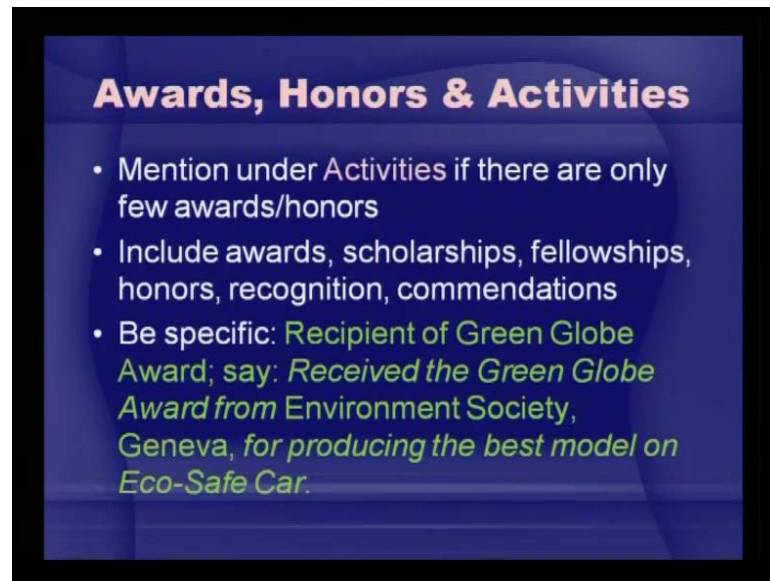 Awards, Honors & Activities
• Mention under Activities if there are only
few awards/honors
• Include awards, scholarships, fellowships,
honors, recognition, commendations
• Be specific: Recipient of Green Globe
Award; say: Received the Green Globe
Award from Environment Society,
Geneva, for producing the best model on
Eco-Safe Car.